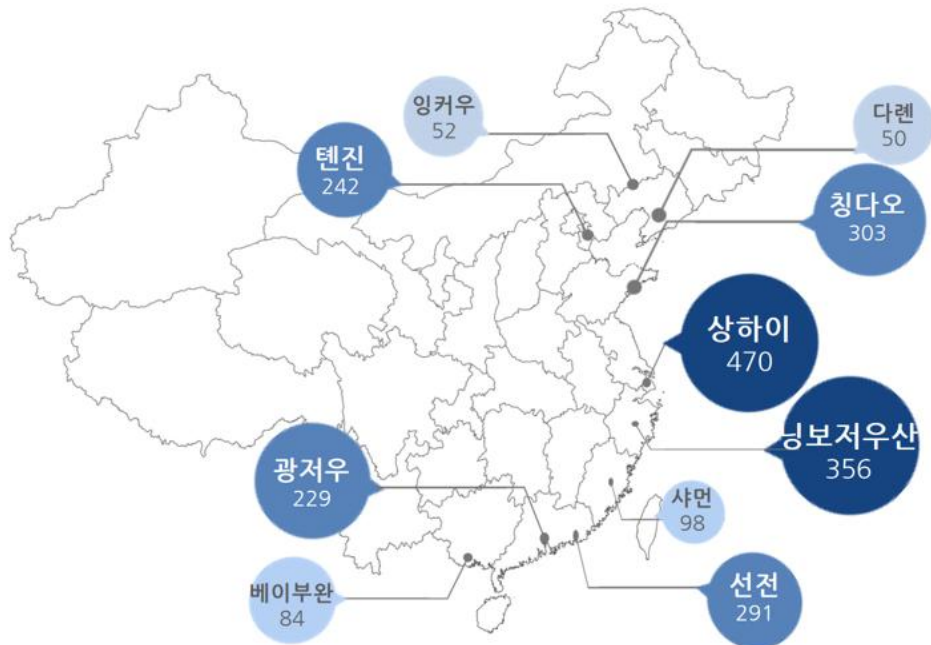 잉커우
52
다롄
50
톈진
242
칭다오
303
상하이
470
닝보저우산
356
광저우
229
샤먼
98
베이부완
84
선전
291